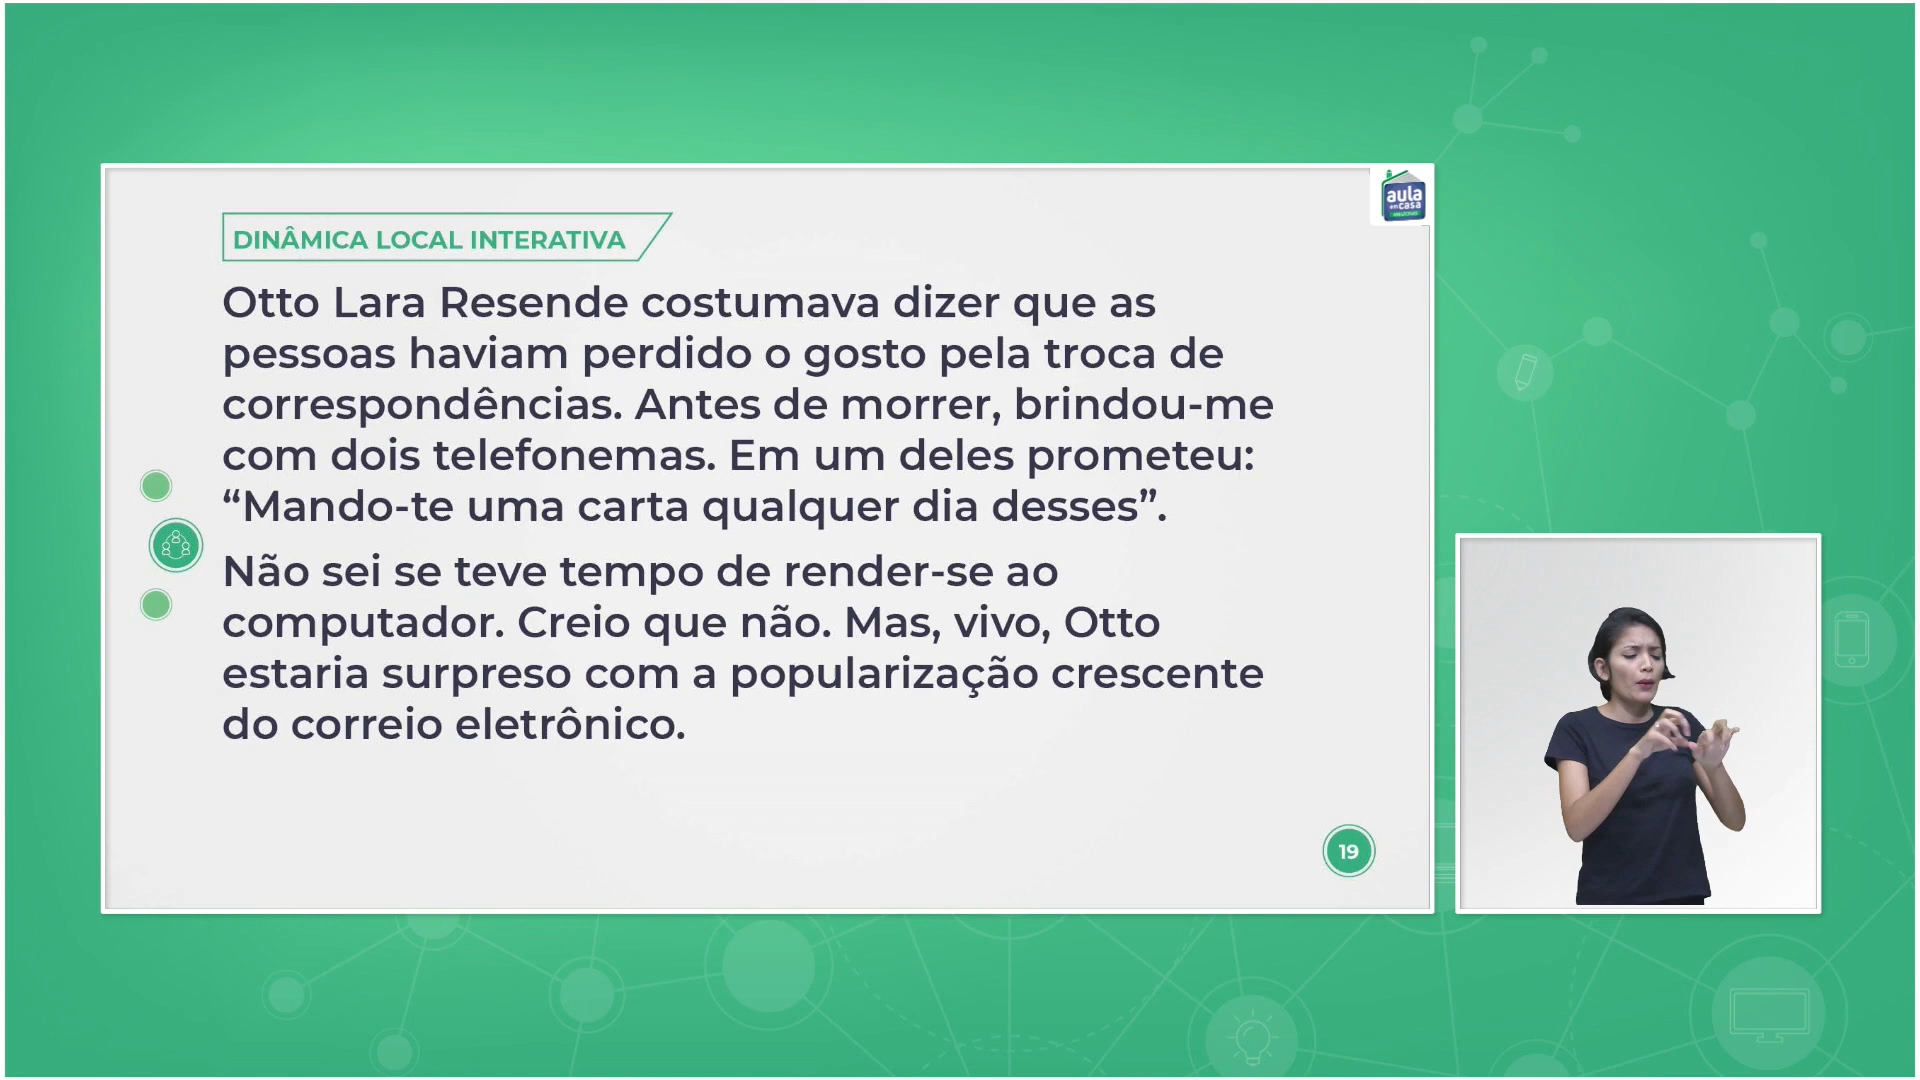 aula
em casa
DINÂMICA LOCAL INTERATIVA
Otto Lara Resende costumava dizer que as
pessoas haviam perdido o gosto pela troca de
correspondências. Antes de morrer, brindou-me
com dois telefonemas. Em um deles prometeu:
“Mando-te uma carta qualquer dia desses”.
Não sei se teve tempo de render-se ao
computador. Creio que não. Mas, vivo, Otto
estaria surpreso com a popularização crescente
do correio eletrônico.
19